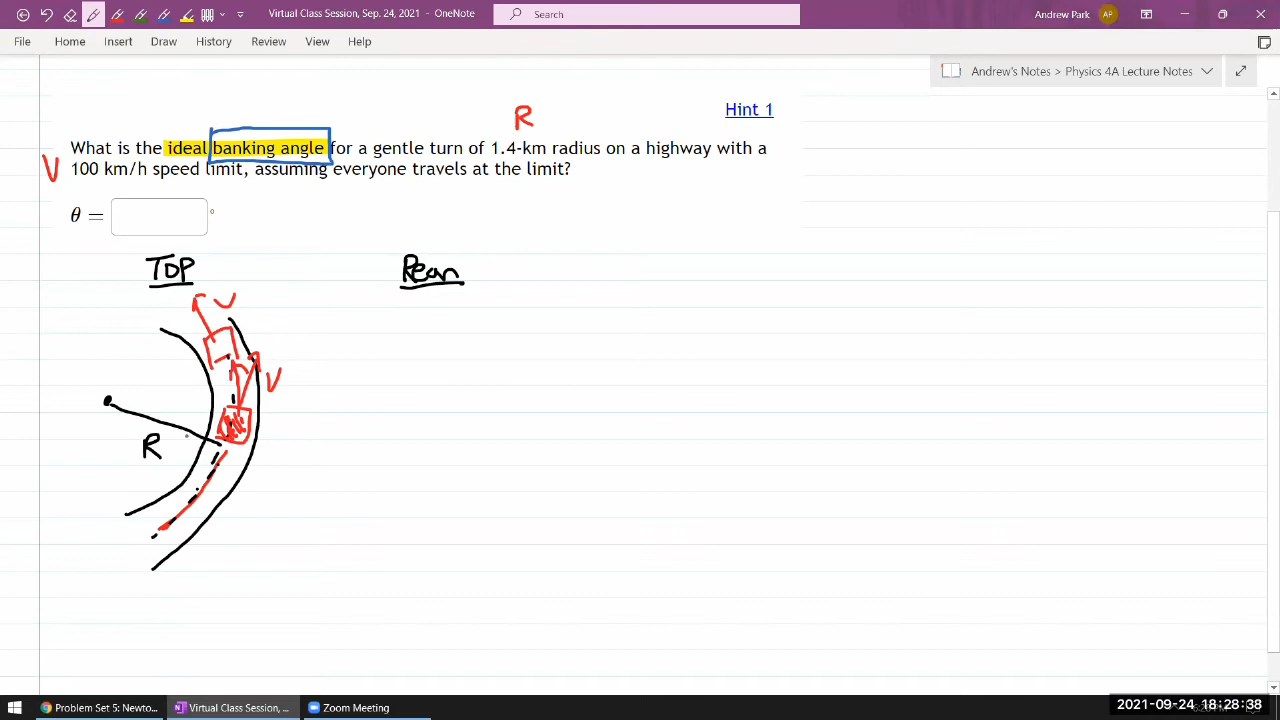 Virtual Class Session, Sep. 24, 2021 - OneNote
Search
Andrew Park
AP
File Home Insert Draw History Review View Help
Andrew's Notes > Physics 4A Lecture Notes
Hint 1
R
What is the ideal banking angle for a gentle turn of 1.4-km radius on a highway with a
V
100 km/h speed limit, assuming everyone travels at the limit?
θ = °
TOP
Rear
V
V
R
Problem Set 5: Newto...
Virtual Class Session, ...
Zoom Meeting
2021-09-24 18:28:38